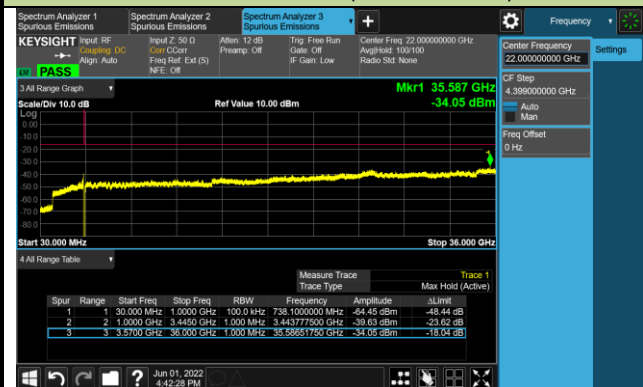 Spectrum Analyzer 1
Spurious Emissions
Spectrum Analyzer 2
Spurious Emissions
Spectrum Analyzer 3
Spurious Emissions
Frequency
KEYSIGHT
Input: RF
Coupling: DC
Align: Auto
Input Z: 50 Ω
Corr CCorr
Freq Ref: Ext (S)
NFE: Off
Atten: 12 dB
Preamp: Off
Trig: Free Run
Gate: Off
IF Gain: Low
Center Freq: 22.000000000 GHz
Avg|Hold: 100/100
Radio Std: None
PASS
Center Frequency
22.000000000 GHz
Settings
CF Step
4.399000000 GHz
Auto
Man
Freq Offset
0 Hz
3 All Range Graph
Mkr1 35.587 GHz
Scale/Div 10.0 dB
Ref Value 10.00 dBm
-34.05 dBm
Log
0.00
-10.0
-20.0
-30.0
-40.0
-50.0
-60.0
-70.0
-80.0
1
Start 30.000 MHz
Stop 36.000 GHz
4 All Range Table
Measure Trace Trace 1
Trace Type Max Hold (Active)
Spur Range Start Freq Stop Freq RBW Frequency Amplitude ΔLimit
1 1 30.000 MHz 1.0000 GHz 100.0 kHz 738.1000000 MHz -64.45 dBm -48.44 dB
2 2 1.0000 GHz 3.4450 GHz 1.000 MHz 3.443777500 GHz -39.63 dBm -23.62 dB
3 3 3.5700 GHz 36.000 GHz 1.000 MHz 35.58651750 GHz -34.05 dBm -18.04 dB
Jun 01, 2022
4:42:28 PM